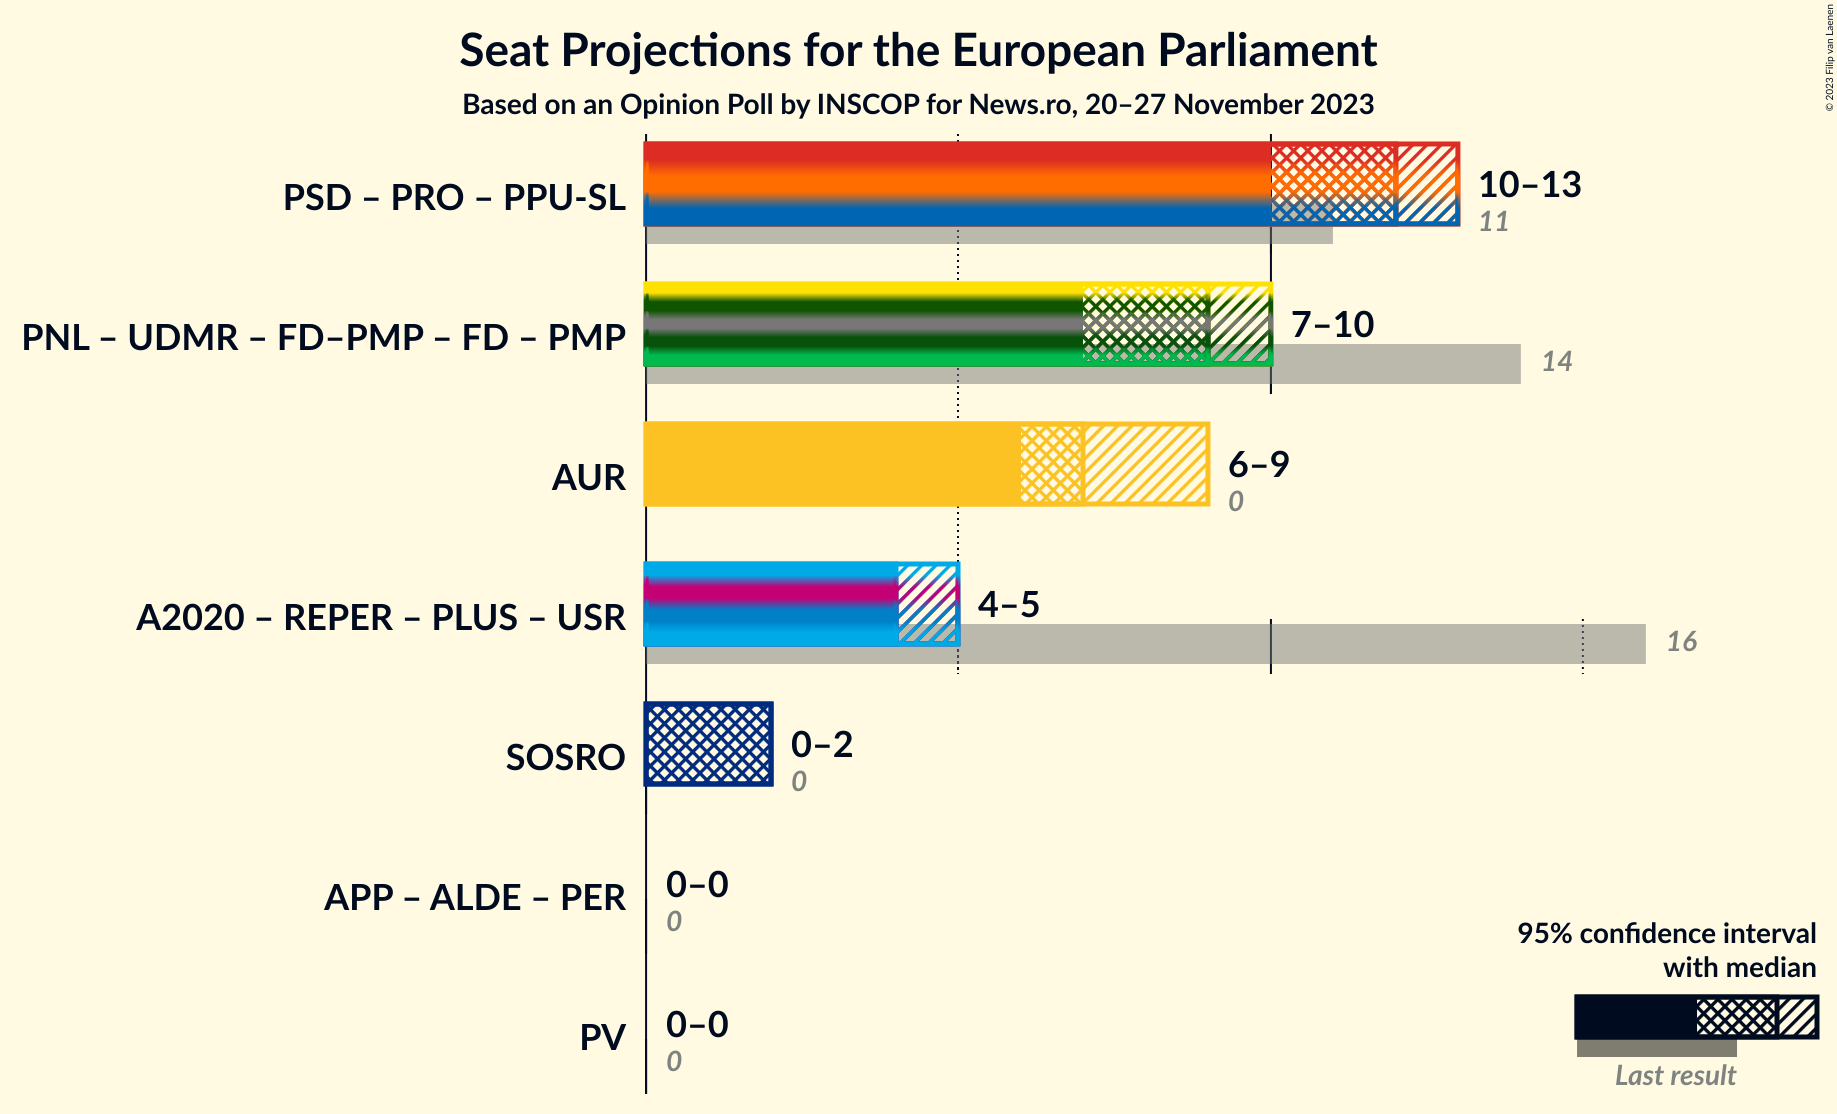 Seat Projections for the European Parliament
Based on an Opinion Poll by INSCOP for News.ro, 20–27 November 2023
© 2023 Filip van Laenen
PSD – PRO – PPU-SL
10–13
11
PNL – UDMR – FD–PMP – FD – PMP
7–10
14
AUR
6–9
0
A2020 – REPER – PLUS – USR
4–5
16
SOSRO
0–2
0
APP – ALDE – PER
0–0
0
PV
0–0
0
95% confidence interval
with median
Last result